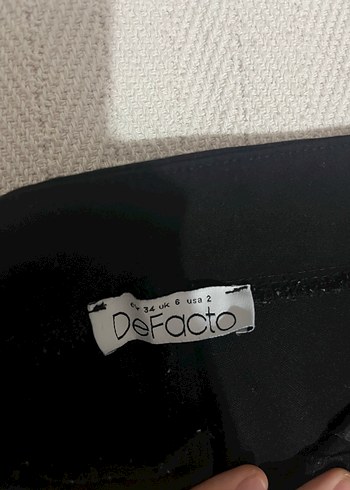 34 uk 6 usa 2
DeFacto